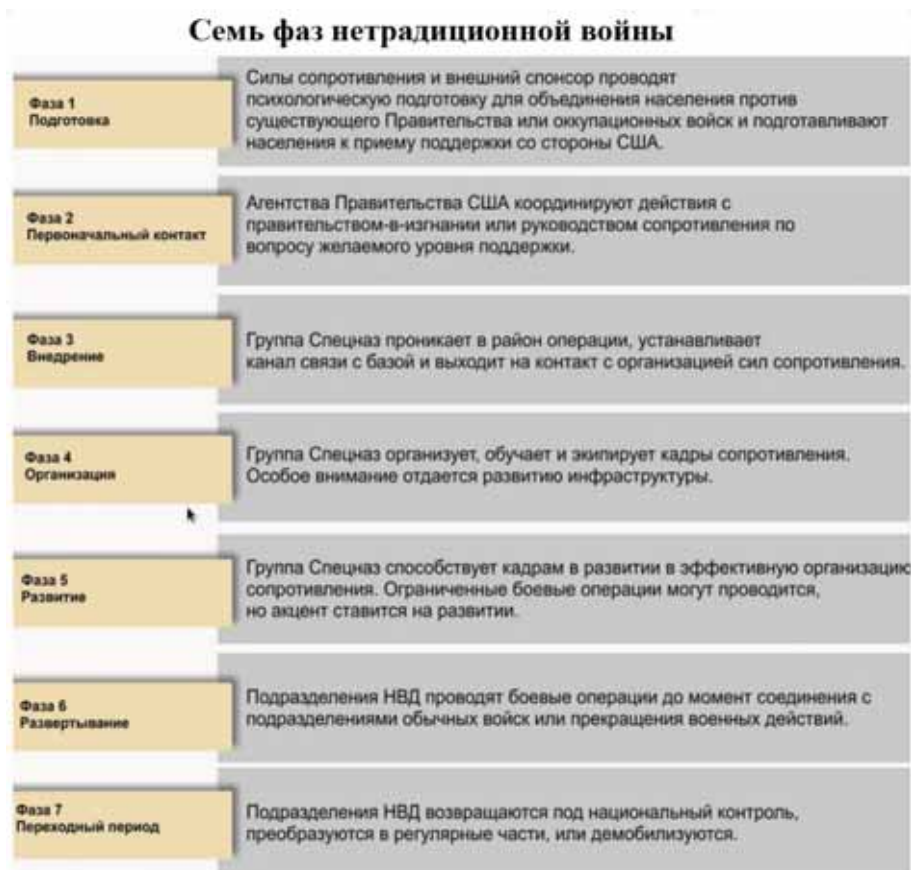 Семь фаз нетрадиционной войны
Фаза 1
Подготовка
Силы сопротивления и внешний спонсор проводят
психологическую подготовку для объединения населения против
существующего Правительства или оккупационных войск и подготавливают
населения к приему поддержки со стороны США.
Фаза 2
Первоначальный контакт
Агентства Правительства США координируют действия с
правительством-в-изгнании или руководством сопротивления по
вопросу желаемого уровня поддержки.
Фаза 3
Внедрение
Группа Спецназ проникает в район операции, устанавливает
канал связи с базой и выходит на контакт с организацией сил сопротивления.
Фаза 4
Организация
Группа Спецназ организует, обучает и экипирует кадры сопротивления.
Особое внимание отдается развитию инфраструктуры.
Фаза 5
Развитие
Группа Спецназ способствует кадрам в развитии в эффективную организацию
сопротивления. Ограниченные боевые операции могут проводится,
но акцент ставится на развитии.
Фаза 6
Развертывание
Подразделения НВД проводят боевые операции до момент соединения с
подразделениями обычных войск или прекращения военных действий.
Фаза 7
Переходный период
Подразделения НВД возвращаются под национальный контроль,
преобразуются в регулярные части, или демобилизуются.